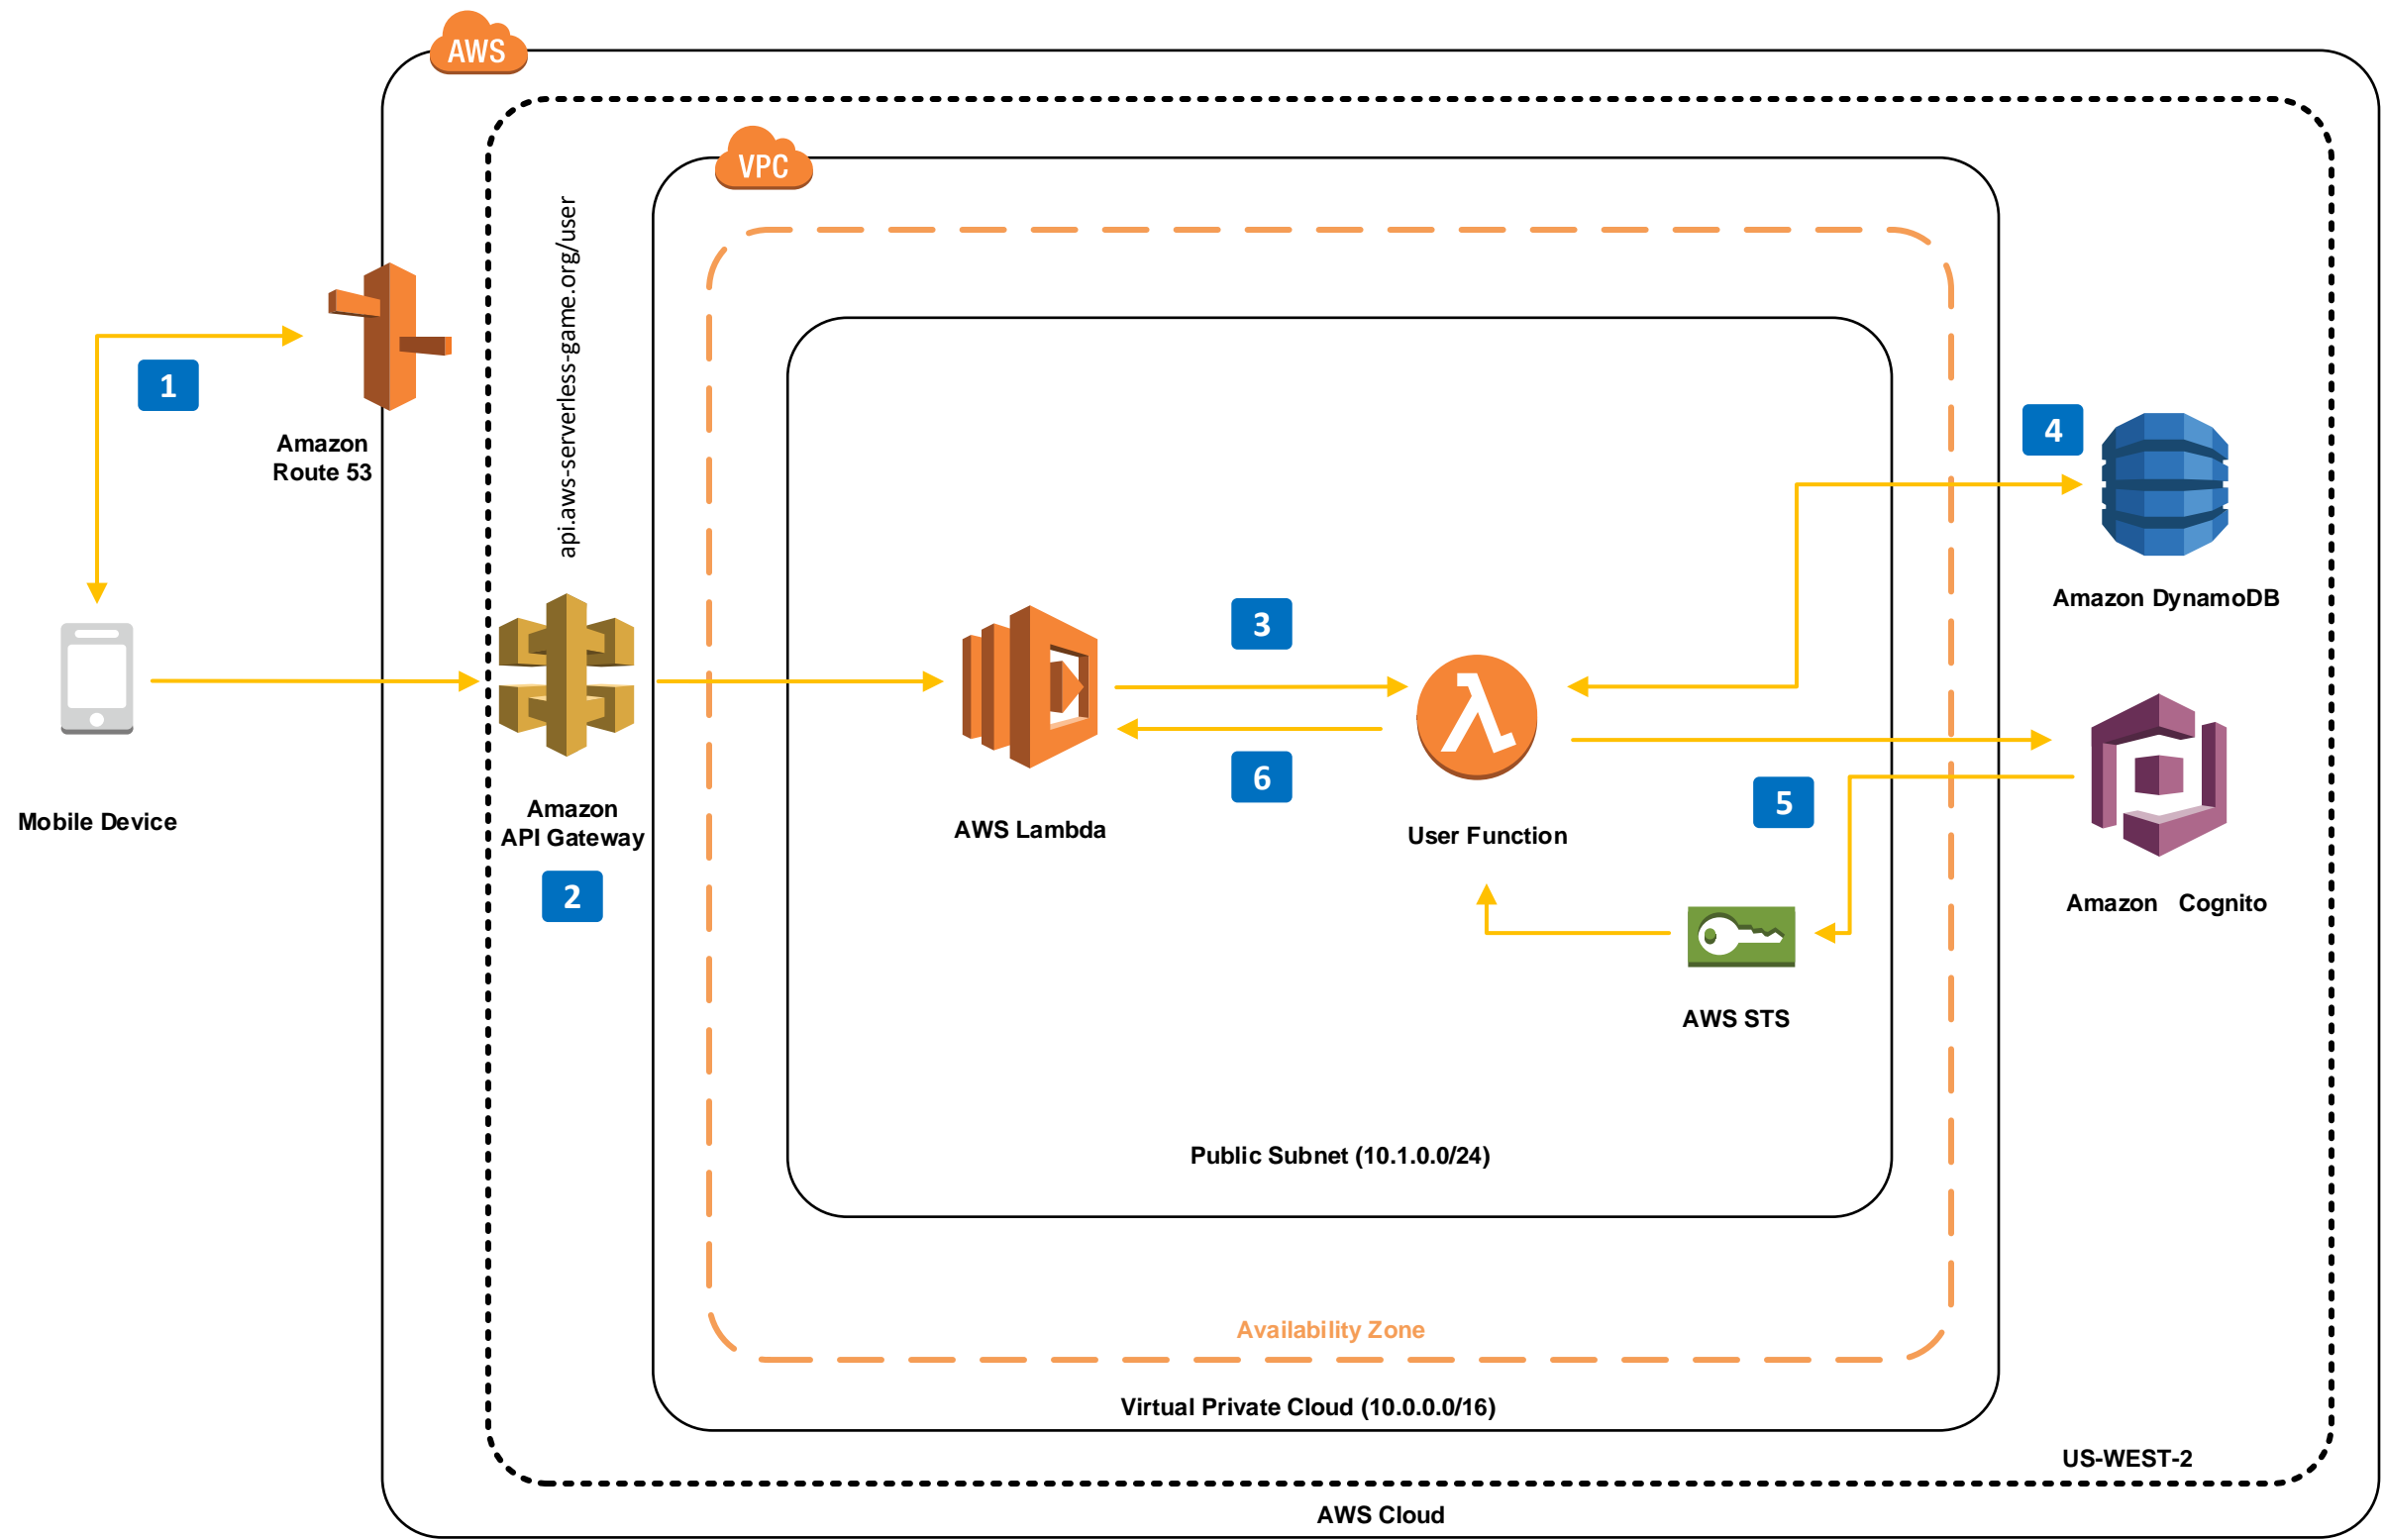 AWS
VPC
api.aws-serverless-game.org/user
1
Amazon
Route 53
4
Amazon DynamoDB
3
Mobile Device
Amazon
API Gateway
2
AWS Lambda
6
User Function
5
Amazon Cognito
AWS STS
Public Subnet (10.1.0.0/24)
Availability Zone
Virtual Private Cloud (10.0.0.0/16)
US-WEST-2
AWS Cloud